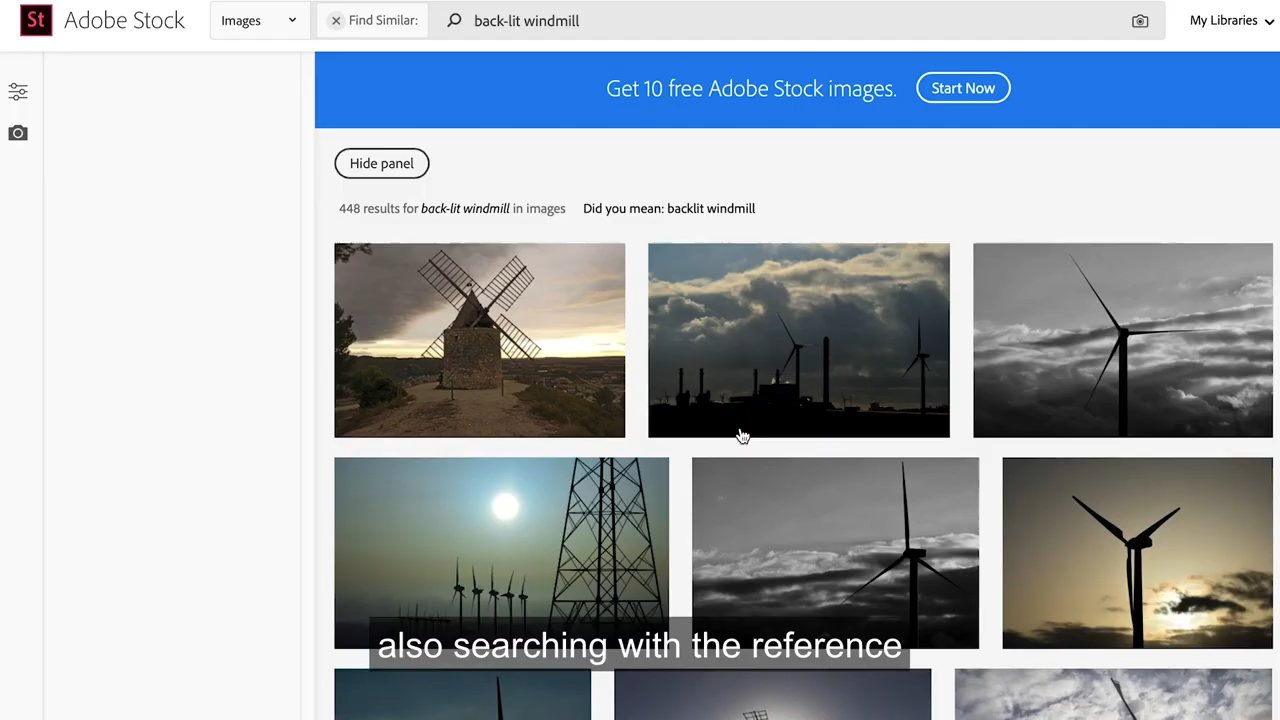 St Adobe Stock Images Find Similar: back-lit windmill My Libraries
Get 10 free Adobe Stock images. Start Now
Hide panel
448 results for back-lit windmill in images Did you mean: backlit windmill
also searching with the reference